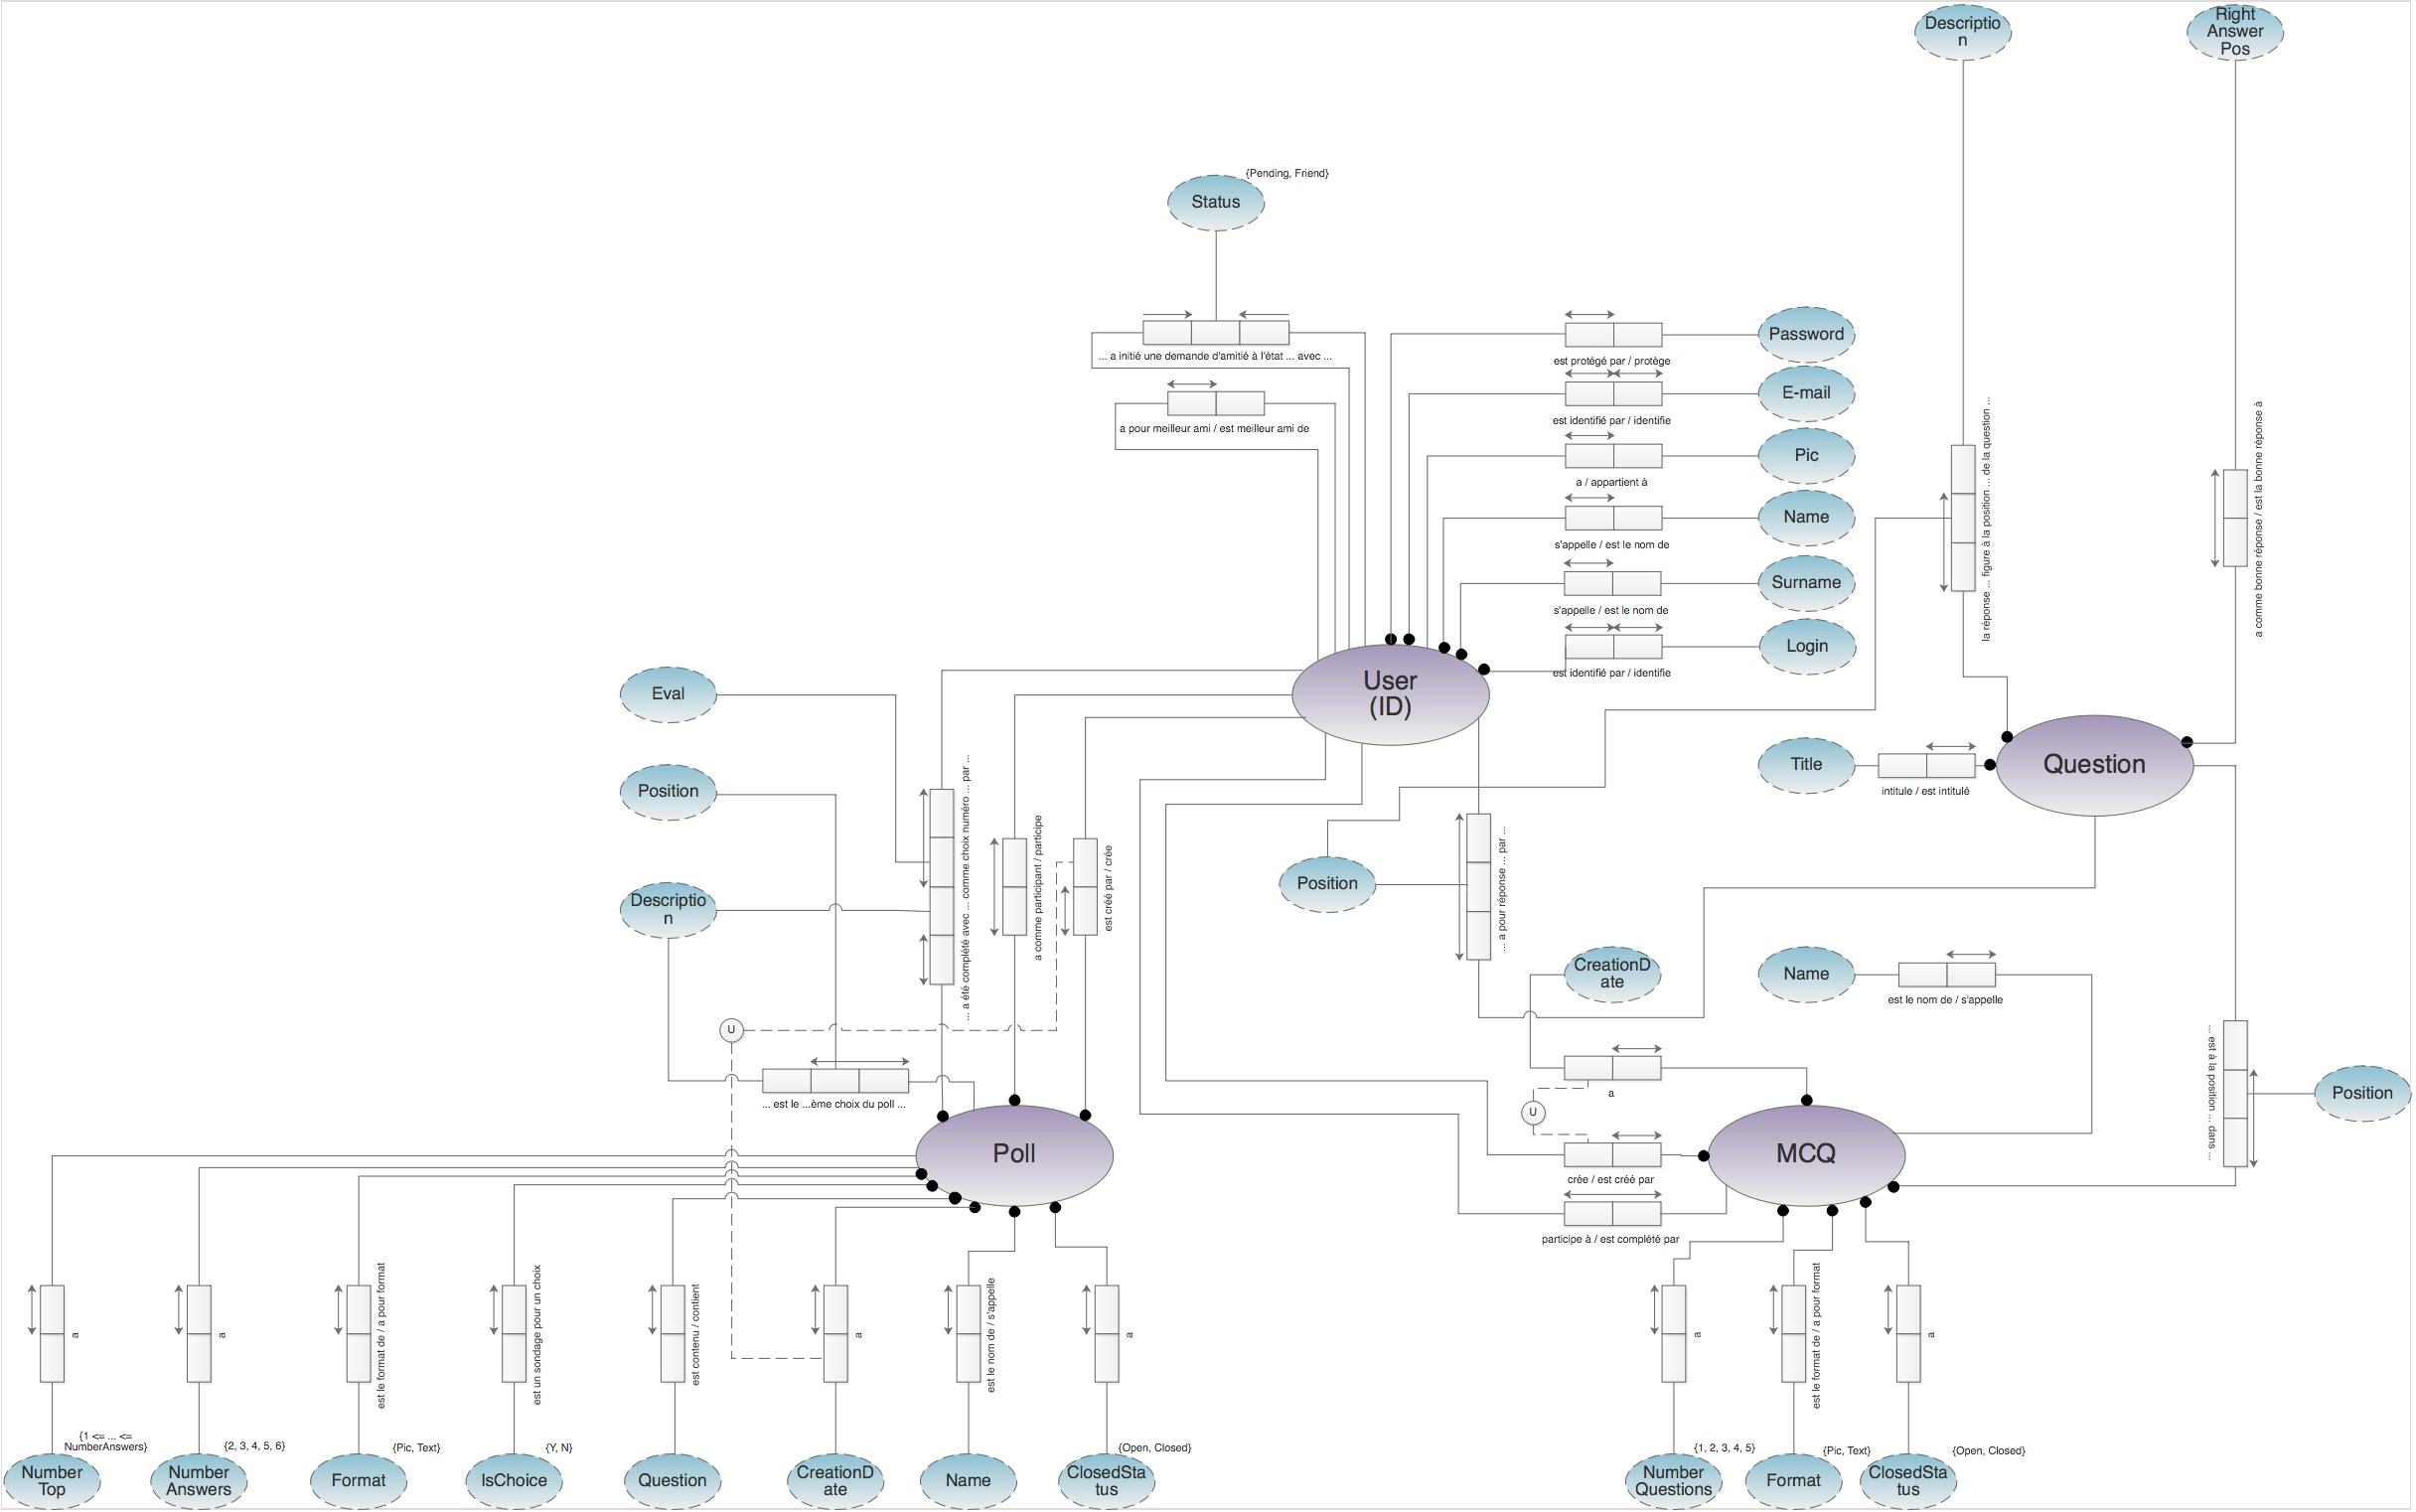 Descriptio
n
Right
Answer
Pos
{Pending, Friend}
Status
... a initié une demande d'amitié à l'état ... avec ...
a pour meilleur ami / est meilleur ami de
Password
est protégé par / protège
E-mail
est identifié par / identifie
Pic
a / appartient à
Name
s'appelle / est le nom de
Surname
s'appelle / est le nom de
Login
est identifié par / identifie
la réponse ... figure à la position ... de la question ...
a comme bonne réponse / est la bonne réponse à
User
(ID)
Eval
Position
Descriptio
n
... a été complété avec ... comme choix numéro ... par ...
a comme participant / participe
est créé par / crée
Title
intitule / est intitulé
Question
Position
... a pour réponse ... par ...
CreationD
ate
Name
est le nom de / s'appelle
U
... est le ...ème choix du poll ...
a
U
... est à la position ... dans ...
Position
Poll
MCQ
crée / est créé par
participe à / est complété par
a
a
est le format de / a pour format
est un sondage pour un choix
est contenu / contient
a
est le nom de / s'appelle
a
a
est le format de / a pour format
a
{1 <= ... <=
NumberAnswers}
Number
Top
{2, 3, 4, 5, 6}
Number
Answers
{Pic, Text}
Format
{Y, N}
IsChoice
Question
CreationD
ate
Name
{Open, Closed}
ClosedSta
tus
{1, 2, 3, 4, 5}
Number
Questions
{Pic, Text}
Format
{Open, Closed}
ClosedSta
tus